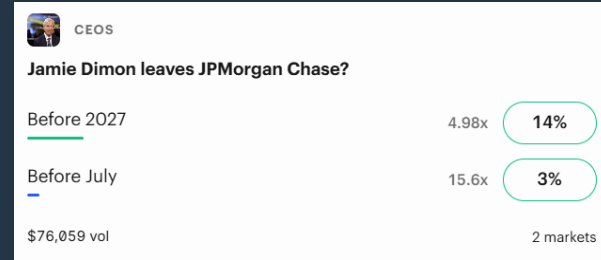 CEOS
Jamie Dimon leaves JPMorgan Chase?
Before 2027 4.98x 14%
Before July 15.6x 3%
$76,059 vol 2 markets